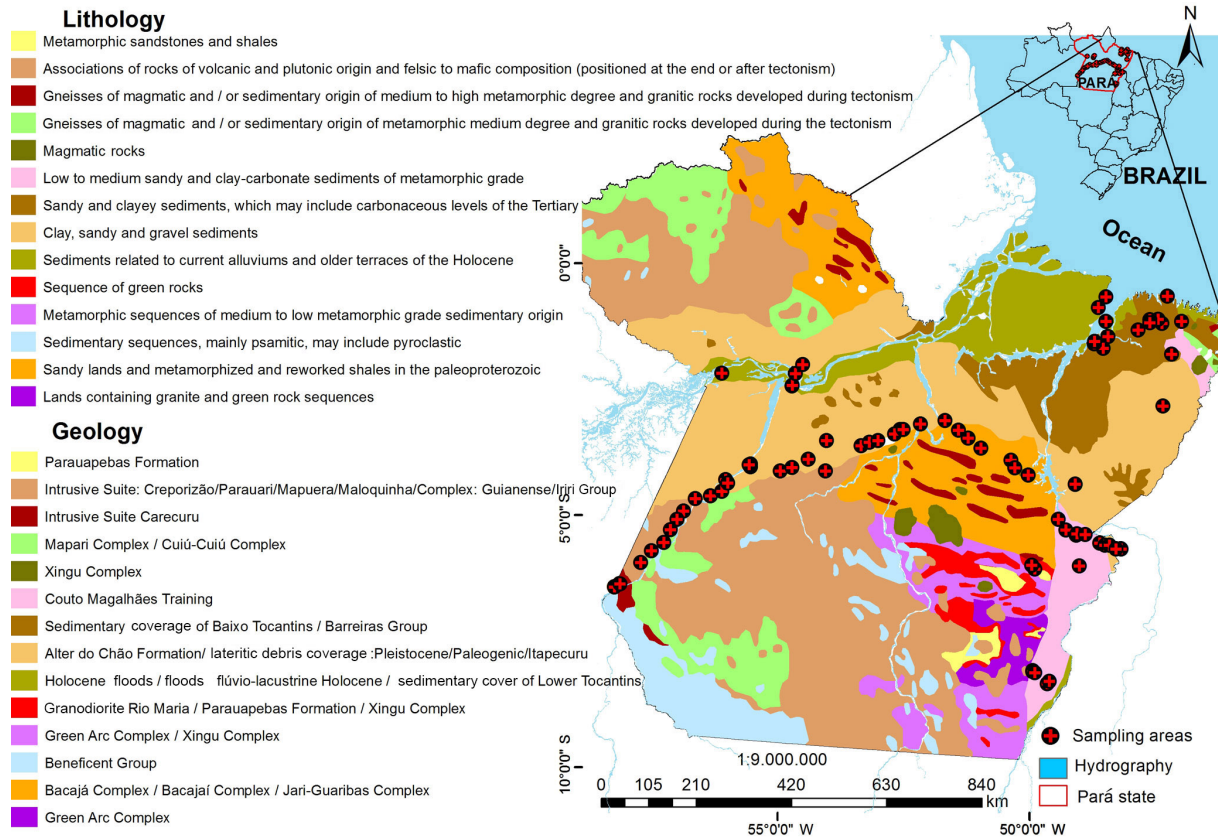 Lithology
Metamorphic sandstones and shales
Associations of rocks of volcanic and plutonic origin and felsic to mafic composition (positioned at the end or after tectonism)
Gneisses of magmatic and / or sedimentary origin of medium to high metamorphic degree and granitic rocks developed during tectonism
Gneisses of magmatic and / or sedimentary origin of metamorphic medium degree and granitic rocks developed during the tectonism
Magmatic rocks
Low to medium sandy and clay-carbonate sediments of metamorphic grade
Sandy and clayey sediments, which may include carbonaceous levels of the Tertiary
Clay, sandy and gravel sediments
Sediments related to current alluviums and older terraces of the Holocene
Sequence of green rocks
Metamorphic sequences of medium to low metamorphic grade sedimentary origin
Sedimentary sequences, mainly psamitic, may include pyroclastic
Sandy lands and metamorphized and reworked shales in the paleoproterozoic
Lands containing granite and green rock sequences
Geology
Parauapebas Formation
Intrusive Suite: Creporizão/Parauari/Mapuera/Maloquinha/Complex: Guianense/Iriri Group
Intrusive Suite Carecuru
Mapari Complex / Cuiú-Cuiú Complex
Xingu Complex
Couto Magalhães Training
Sedimentary coverage of Baixo Tocantins / Barreiras Group
Alter do Chão Formation/ lateritic debris coverage :Pleistocene/Paleogenic/Itapecuru
Holocene floods / floods flúvio-lacustrine Holocene / sedimentary cover of Lower Tocantins
Granodiorite Rio Maria / Parauapebas Formation / Xingu Complex
Green Arc Complex / Xingu Complex
Beneficent Group
Bacajá Complex / Bacajaí Complex / Jari-Guaribas Complex
Green Arc Complex
N
PARÁ
BRAZIL
Ocean
0°0'0"
5°0'0" S
10°0'0" S
1:9.000.000
0 105 210 420 630 840
km
55°0'0" W
50°0'0" W
Sampling areas
Hydrography
Pará state